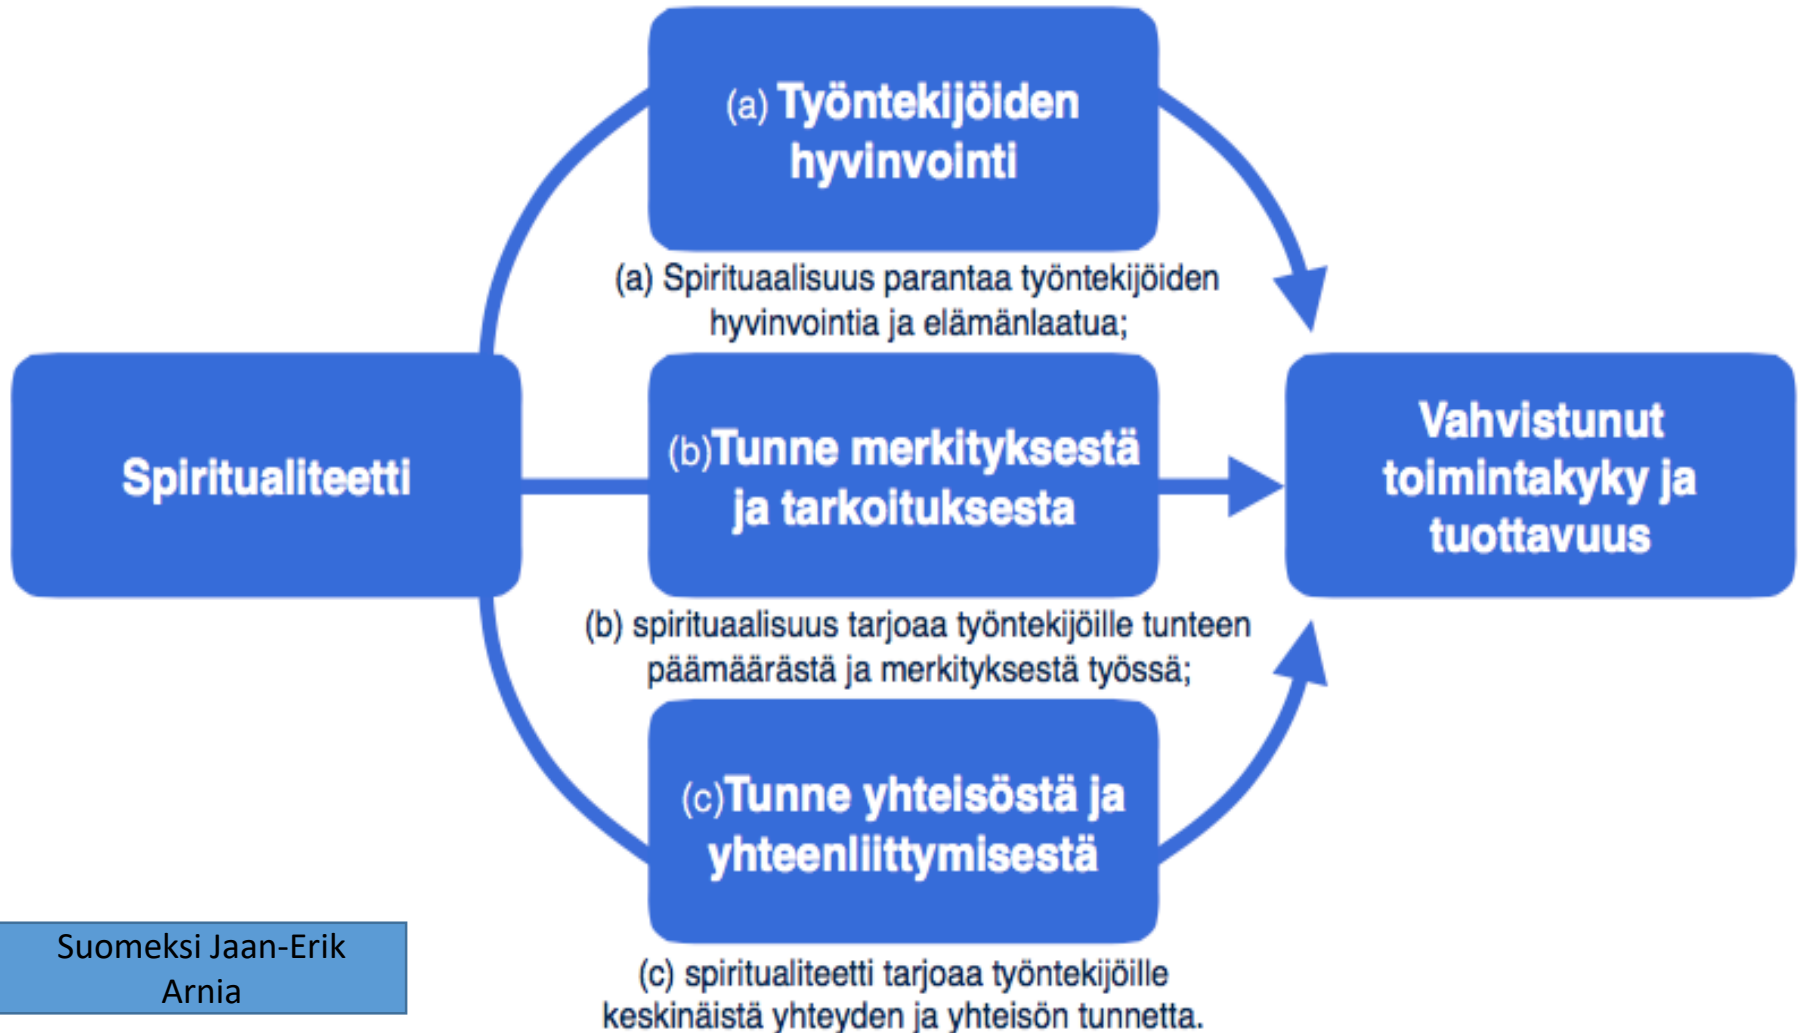 (a) Työntekijöiden
hyvinvointi
(a) Spirituaalisuus parantaa työntekijöiden
hyvinvointia ja elämänlaatua;
Spiritualiteetti
(b)Tunne merkityksestä
ja tarkoituksesta
Vahvistunut
toimintakyky ja
tuottavuus
(b) spirituaalisuus tarjoaa työntekijöille tunteen
päämäärästä ja merkityksestä työssä;
(c)Tunne yhteisöstä ja
yhteenliittymisestä
(c) spiritualiteetti tarjoaa työntekijöille
keskinäistä yhteyden ja yhteisön tunnetta.
Suomeksi Jaan-Erik
Arnia